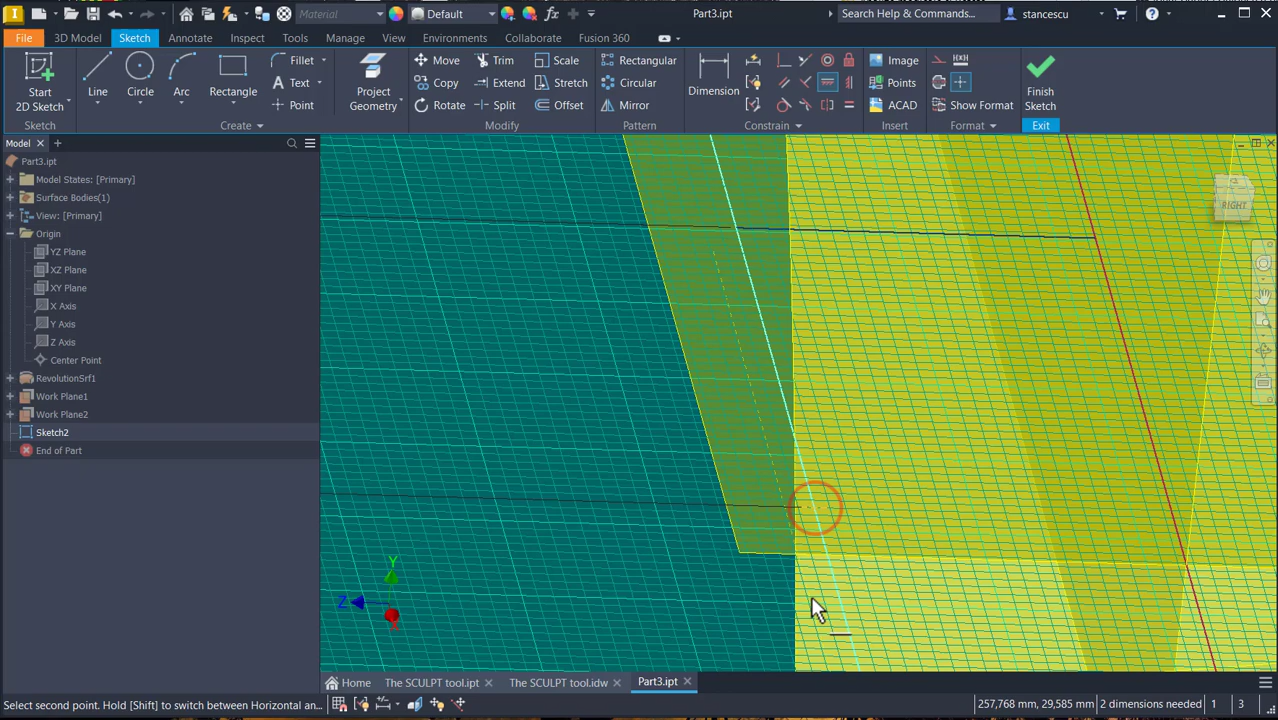 Material
Default
Part3.ipt
Search Help & Commands...
stancescu
File 3D Model Sketch Annotate Inspect Tools Manage View Environments Collaborate Fusion 360
Start
2D Sketch
Line
Circle
Arc
Rectangle
Fillet
Text
Point
Project
Geometry
Move
Copy
Rotate
Trim
Extend
Split
Scale
Stretch
Offset
Rectangular
Circular
Mirror
Dimension
Image
Points
ACAD
Show Format
Finish
Sketch
Sketch Create Modify Pattern Constrain Insert Format Exit
Model
Part3.ipt
Model States: [Primary]
Surface Bodies(1)
View: [Primary]
Origin
YZ Plane
XZ Plane
XY Plane
X Axis
Y Axis
Z Axis
Center Point
RevolutionSrf1
Work Plane1
Work Plane2
Sketch2
End of Part
RIGHT
Y
Z
Home The SCULPT tool.ipt The SCULPT tool.idw Part3.ipt
Select second point. Hold [Shift] to switch between Horizontal an... 257,768 mm, 29,585 mm 2 dimensions needed 1 3